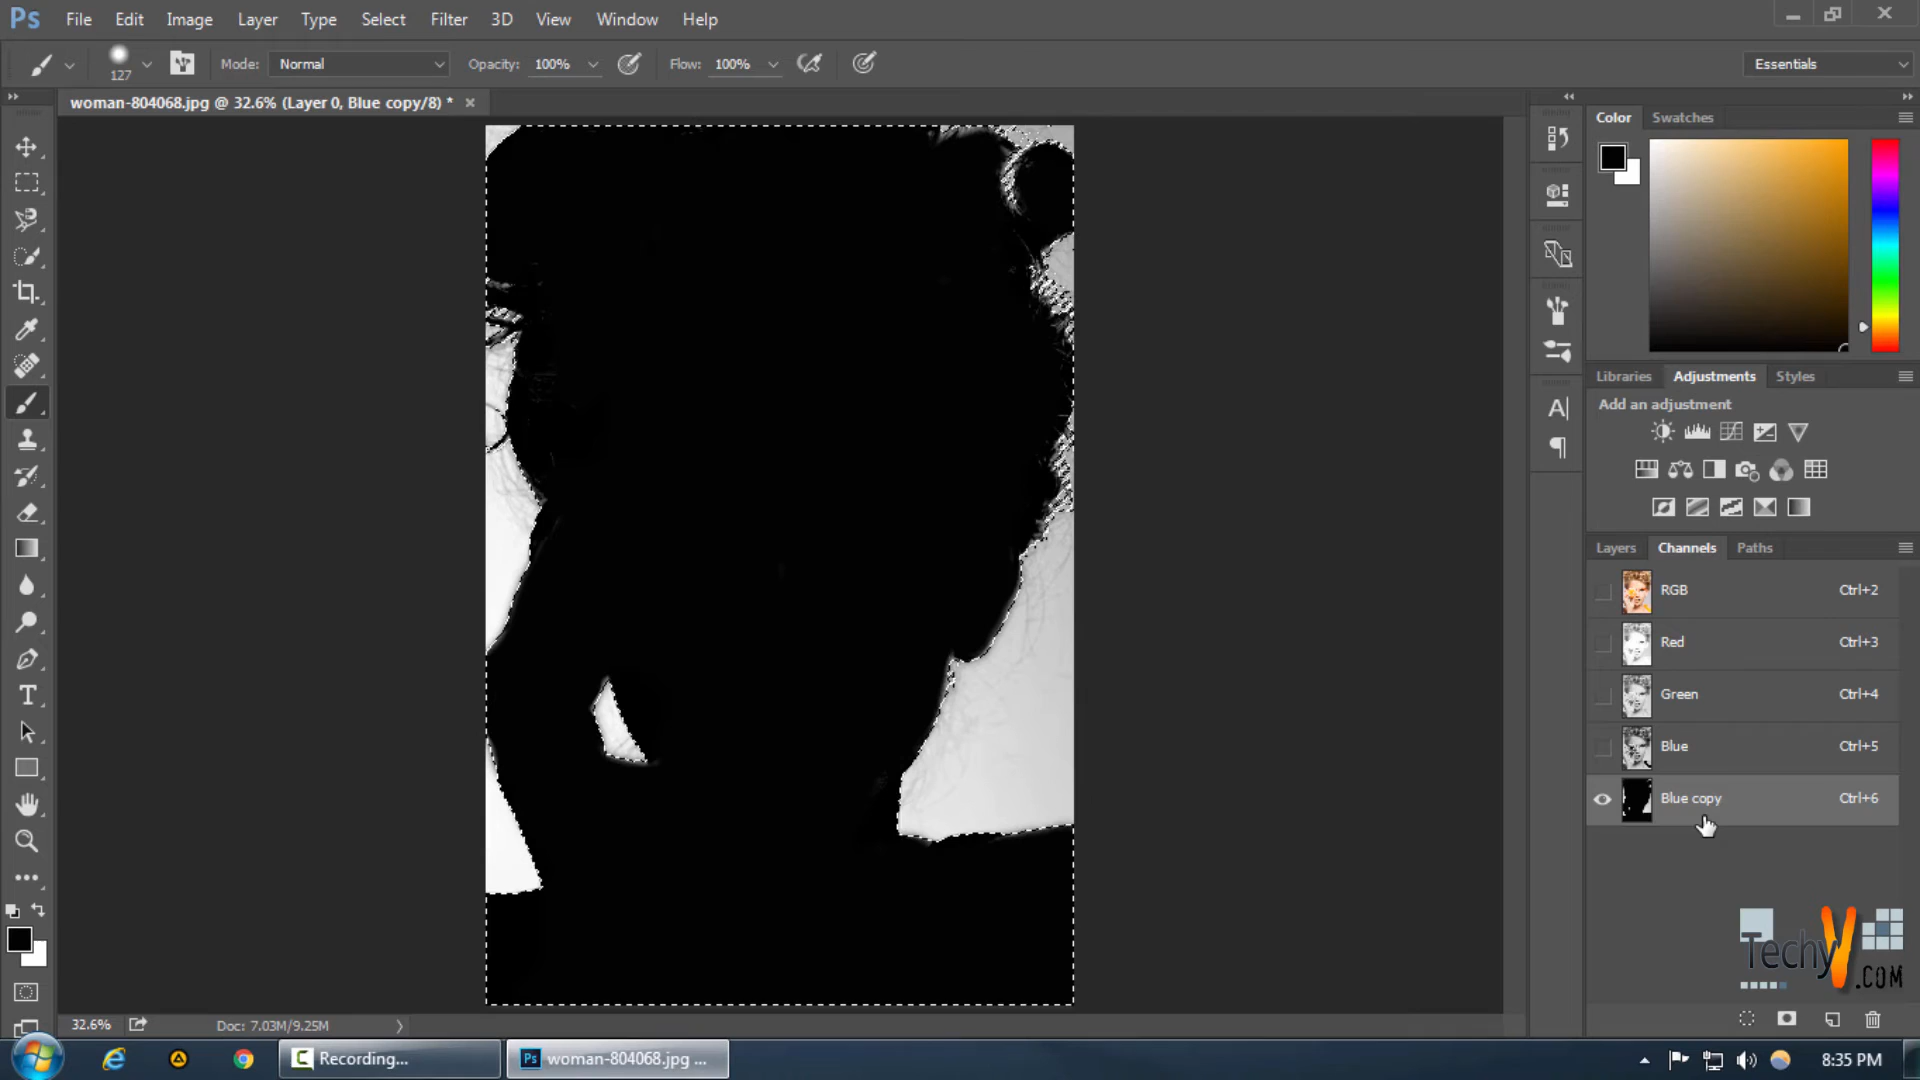 Ps File Edit Image Layer Type Select Filter 3D View Window Help
127 Mode: Normal Opacity: 100% Flow: 100% Essentials
woman-804068.jpg @ 32.6% (Layer 0, Blue copy/8) *
Color Swatches
Libraries Adjustments Styles
Add an adjustment
Layers Channels Paths
RGB Ctrl+2
Red Ctrl+3
Green Ctrl+4
Blue Ctrl+5
Blue copy Ctrl+6
TechyV.COM
32.6% Doc: 7.03M/9.25M
Recording... Ps woman-804068.jpg ... 8:35 PM